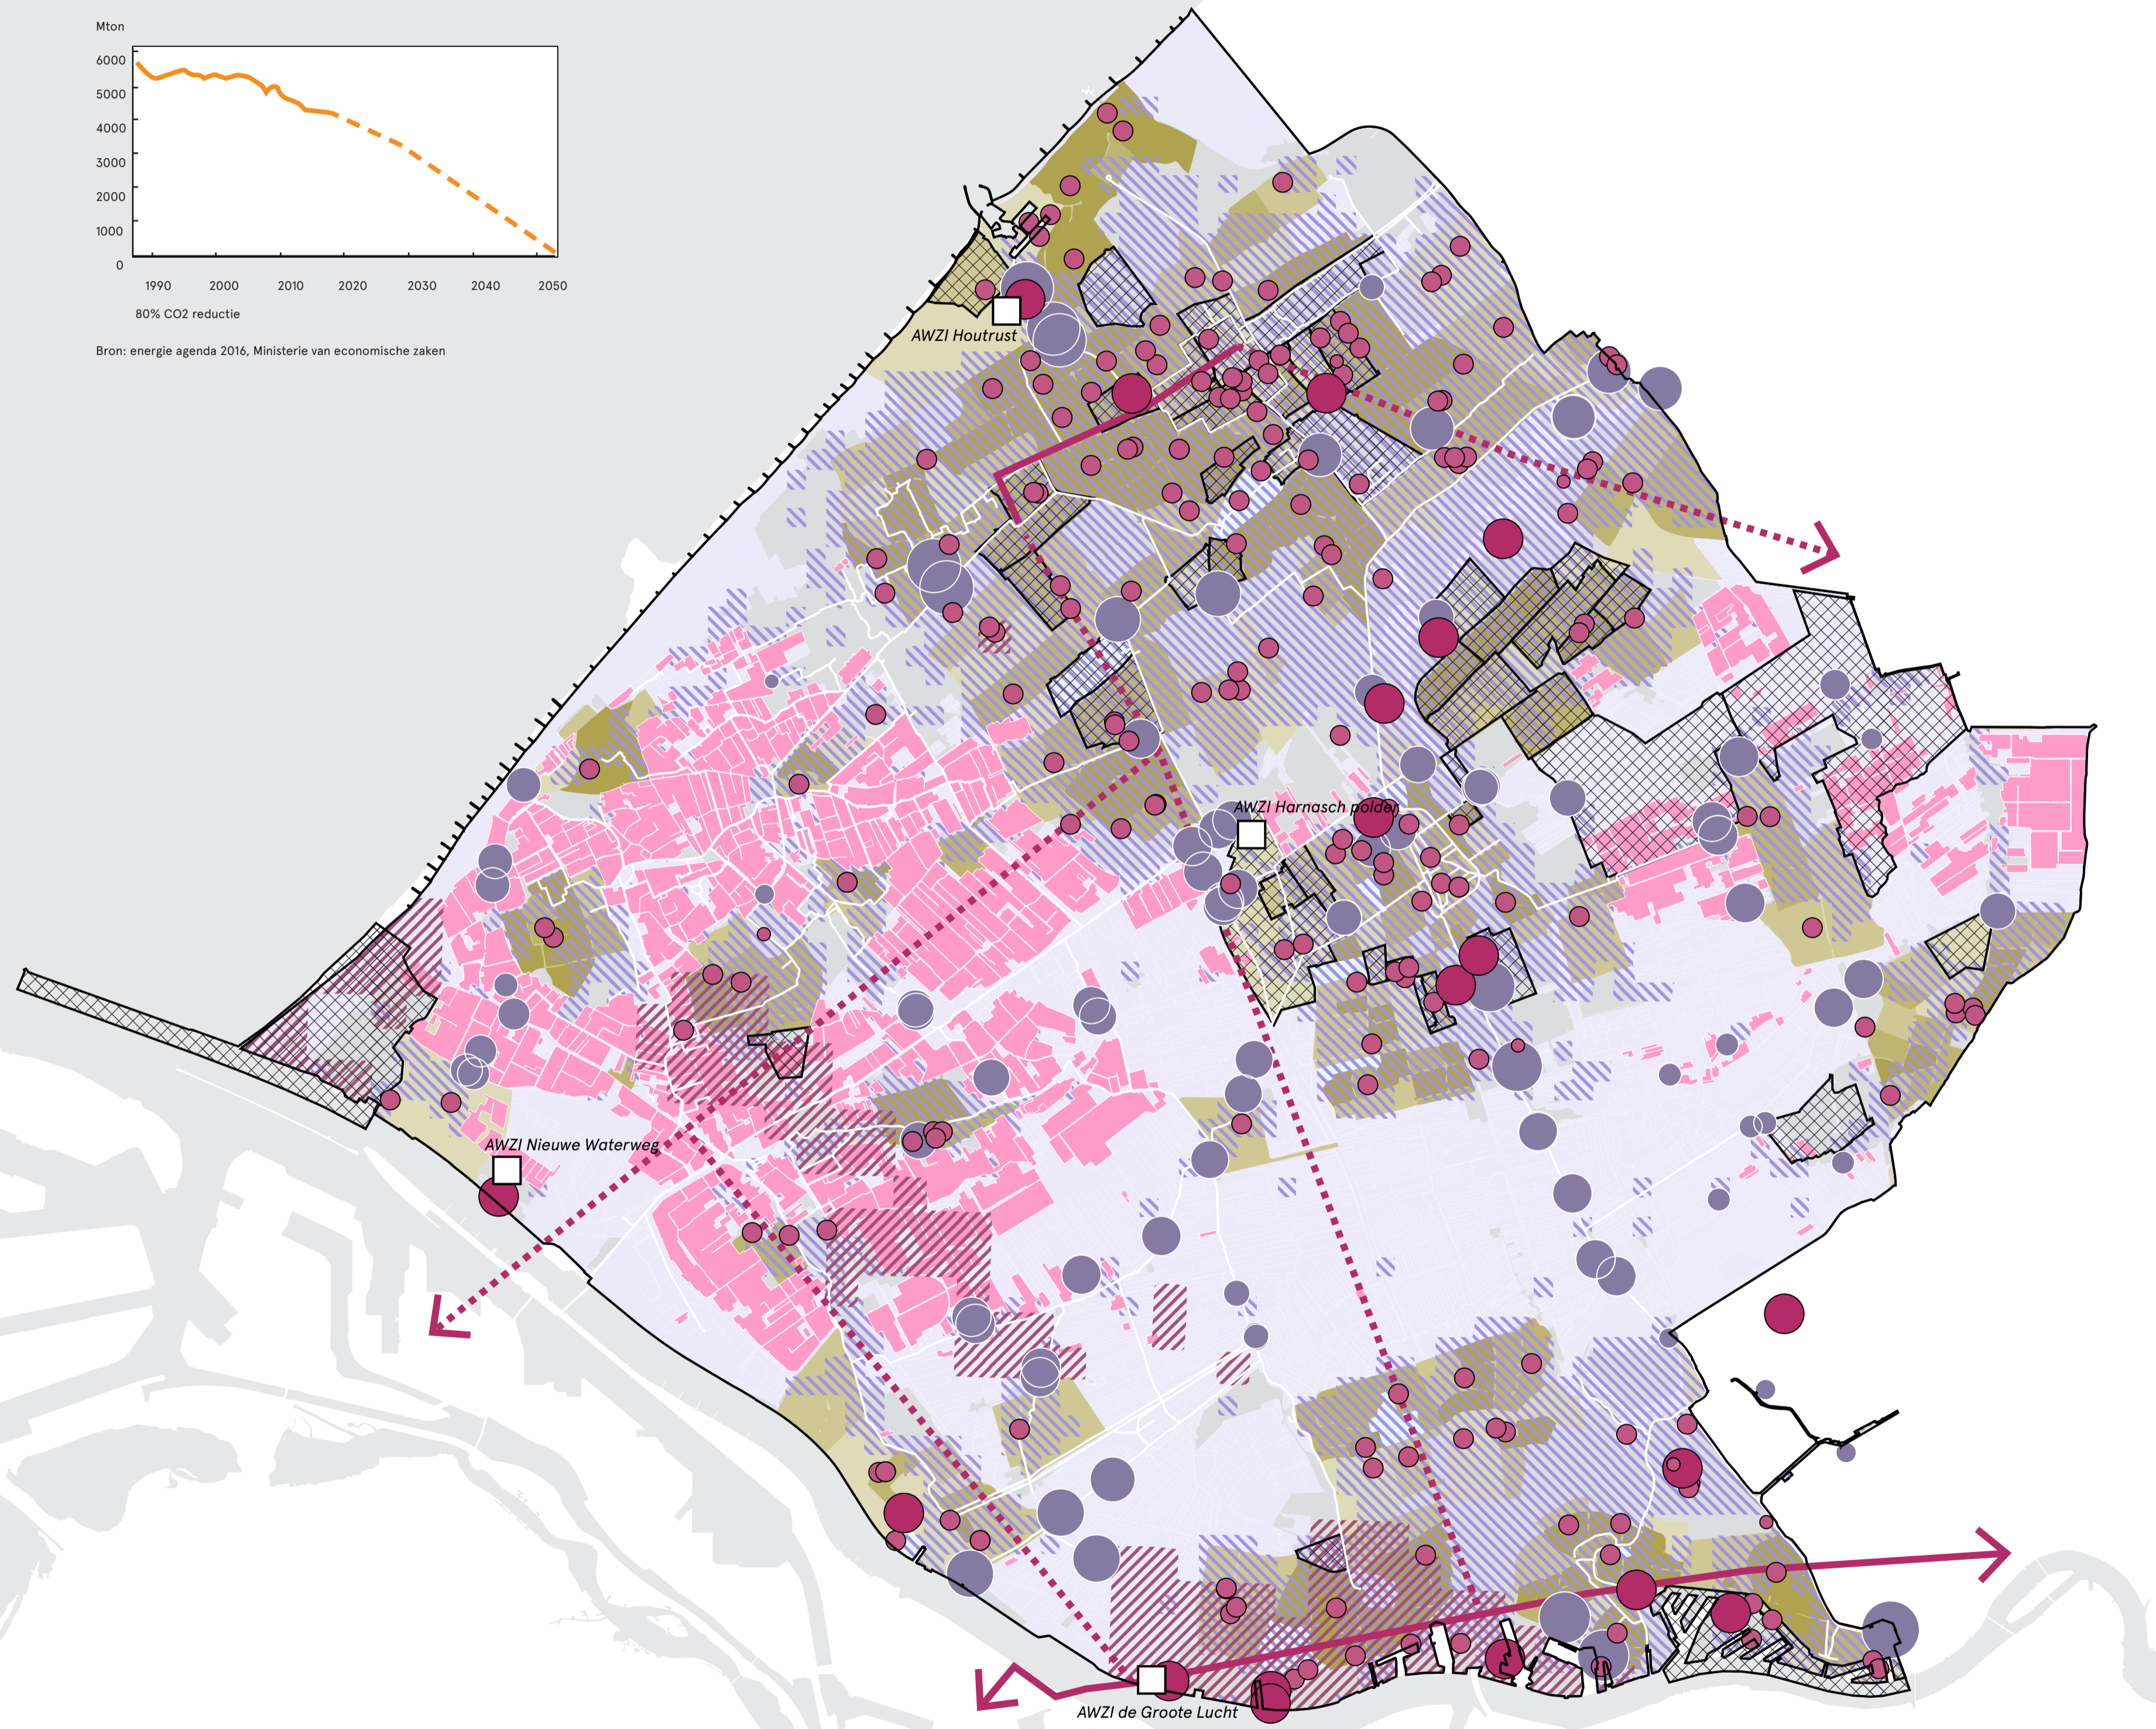 Mton
6000
5000
4000
3000
2000
1000
0
1990 2000 2010 2020 2030 2040 2050
80% CO2 reductie
Bron: energie agenda 2016, Ministerie van economische zaken
AWZI Houtrust
AWZI Harnasch polder
AWZI Nieuwe Waterweg
AWZI de Groote Lucht